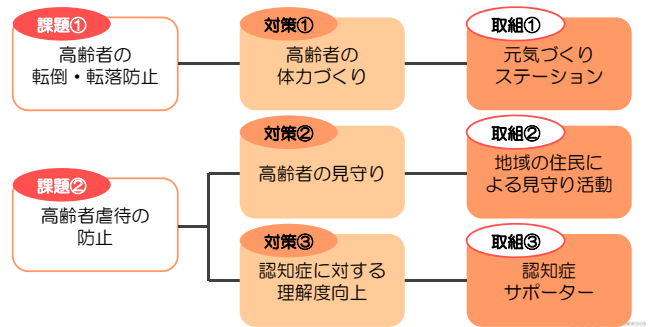 課題①
高齢者の
転倒・転落防止
対策①
高齢者の
体力づくり
取組①
元気づくり
ステーション
課題②
高齢者虐待の
防止
対策②
高齢者の見守り
取組②
地域の住民に
よる見守り活動
対策③
認知症に対する
理解度向上
取組③
認知症
サポーター